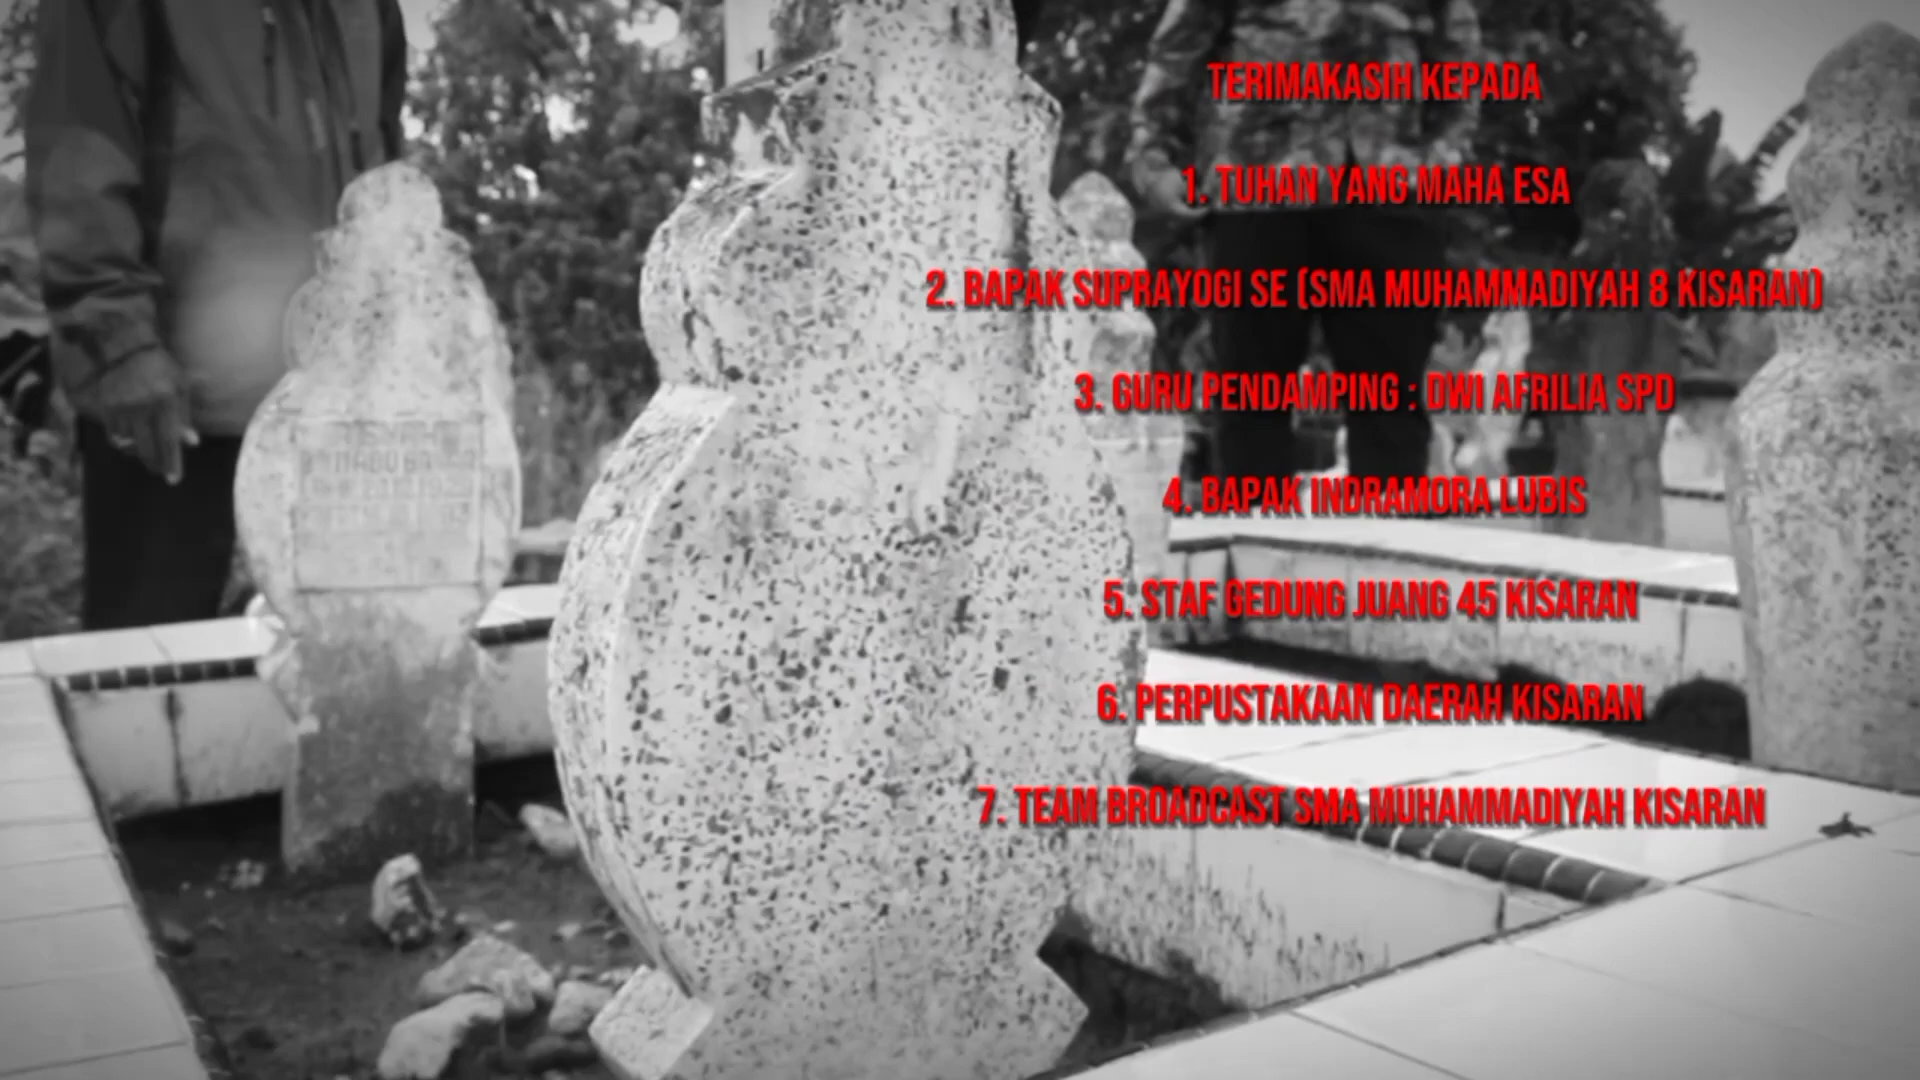 TERIMAKASIH KEPADA
1. TUHAN YANG MAHA ESA
2. BAPAK SUPRAYOGI SE (SMA MUHAMMADIYAH 8 KISARAN)
3. GURU PENDAMPING : DWI AFRILIA SPD
4. BAPAK INDRAMORA LUBIS
5. STAF GEDUNG JUANG 45 KISARAN
6. PERPUSTAKAAN DAERAH KISARAN
7. TEAM BROADCAST SMA MUHAMMADIYAH KISARAN